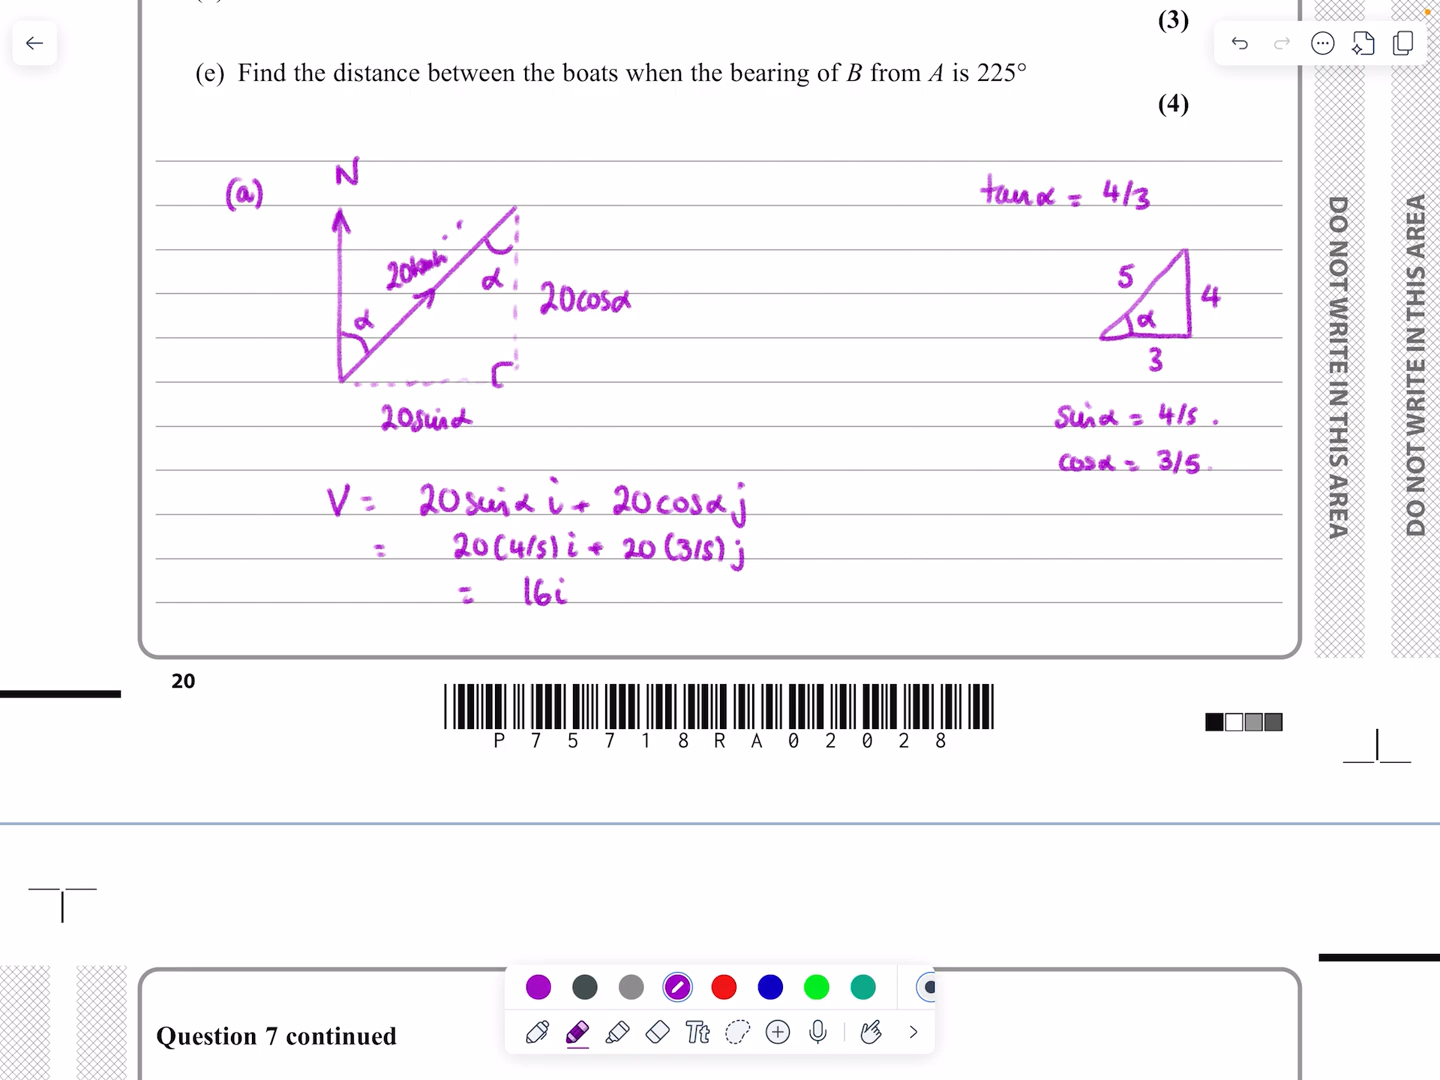 (3)
(e) Find the distance between the boats when the bearing of B from A is 225°
(4)
(a)
N
α
α
20cosα
20sinα
tanα = 4/3
5
4
α
3
sinα = 4/5
cosα = 3/5
V = 20sinα i + 20cosα j
= 20(4/5)i + 20(3/5)j
= 16i
DO NOT WRITE IN THIS AREA
DO NOT WRITE IN THIS AREA
20
P 7 5 7 1 8 R A 0 2 0 2 8
Question 7 continued
Tt